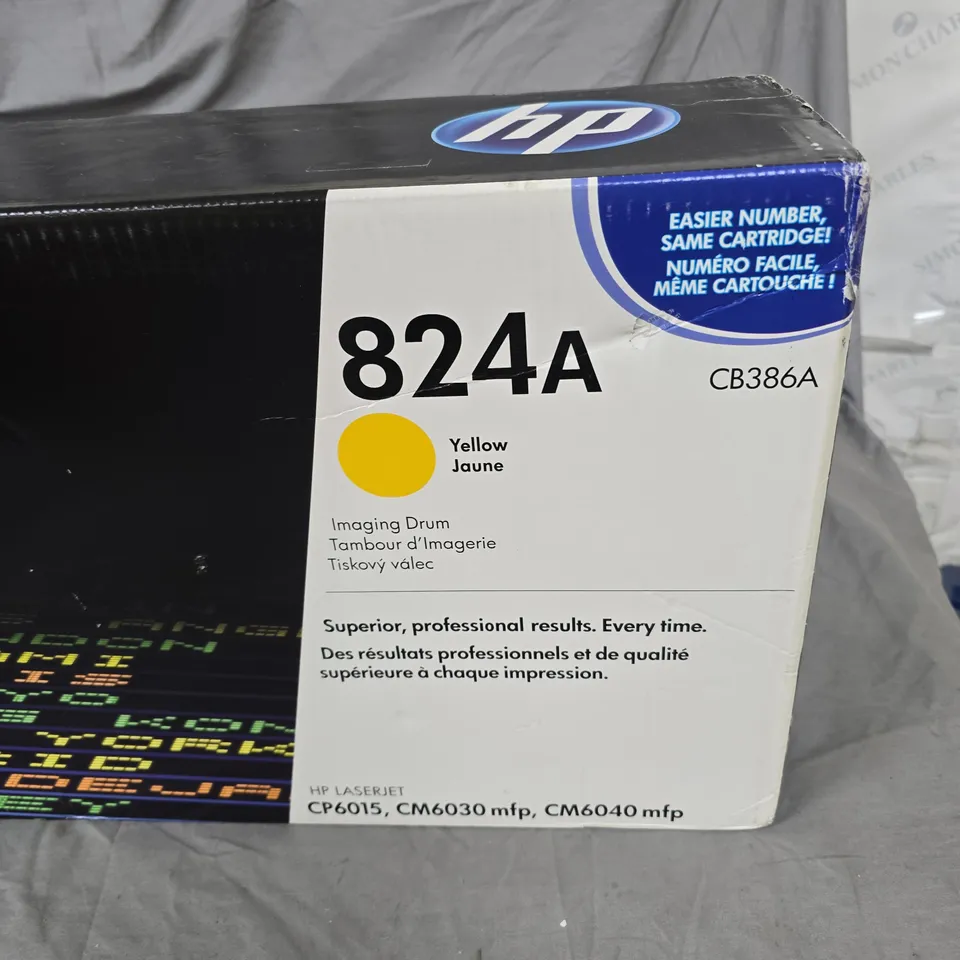 hp
EASIER NUMBER,
SAME CARTRIDGE!
NUMÉRO FACILE,
MÊME CARTOUCHE !
824A
CB386A
Yellow
Jaune
Imaging Drum
Tambour d'Imagerie
Tiskový válec
Superior, professional results. Every time.
Des résultats professionnels et de qualité
supérieure à chaque impression.
HP LASERJET
CP6015, CM6030 mfp, CM6040 mfp
YORK